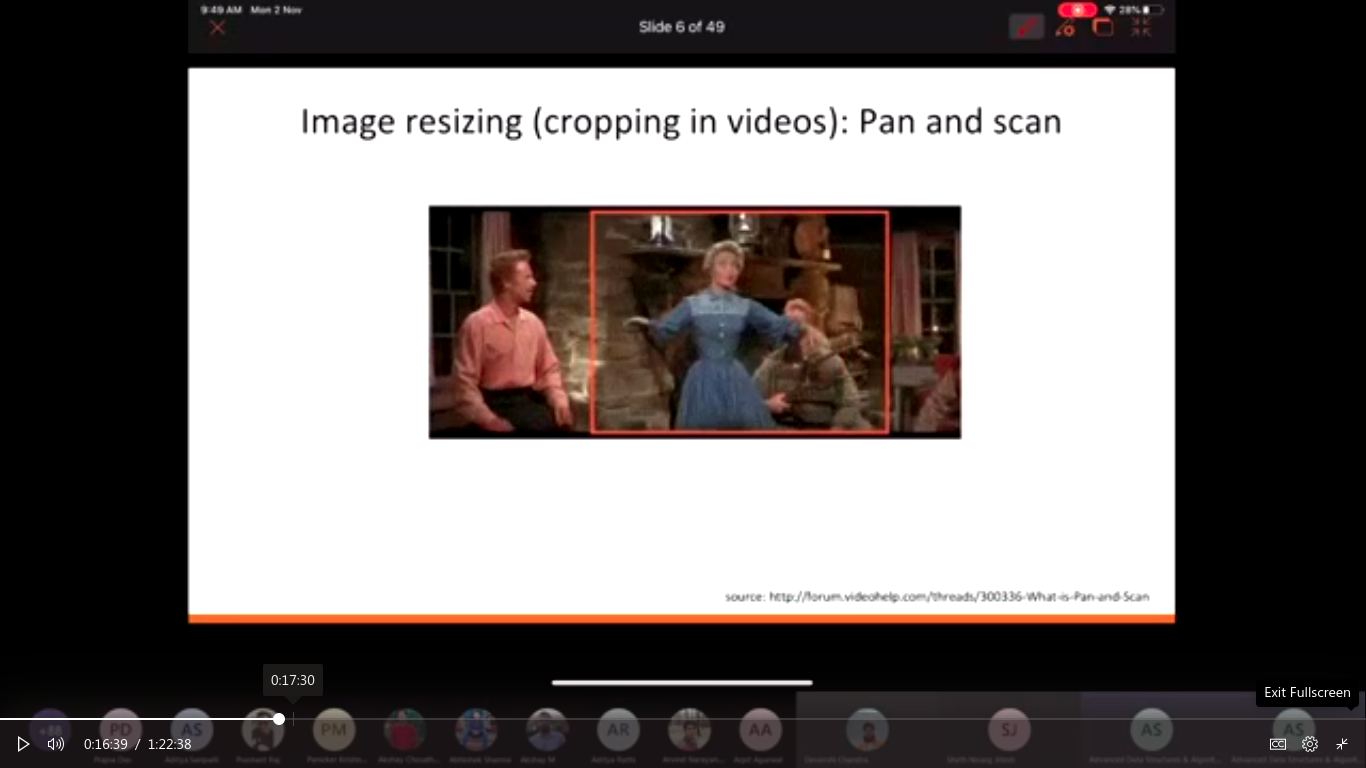 9:49 AM Mon 2 Nov
28%
Slide 6 of 49
Image resizing (cropping in videos): Pan and scan
source: http://forum.videohelp.com/threads/300336-What-is-Pan-and-Scan
0:17:30
Exit Fullscreen
PD
AS
PM
AR
AA
SJ
AS
AS
0:16:39 / 1:22:38
CC